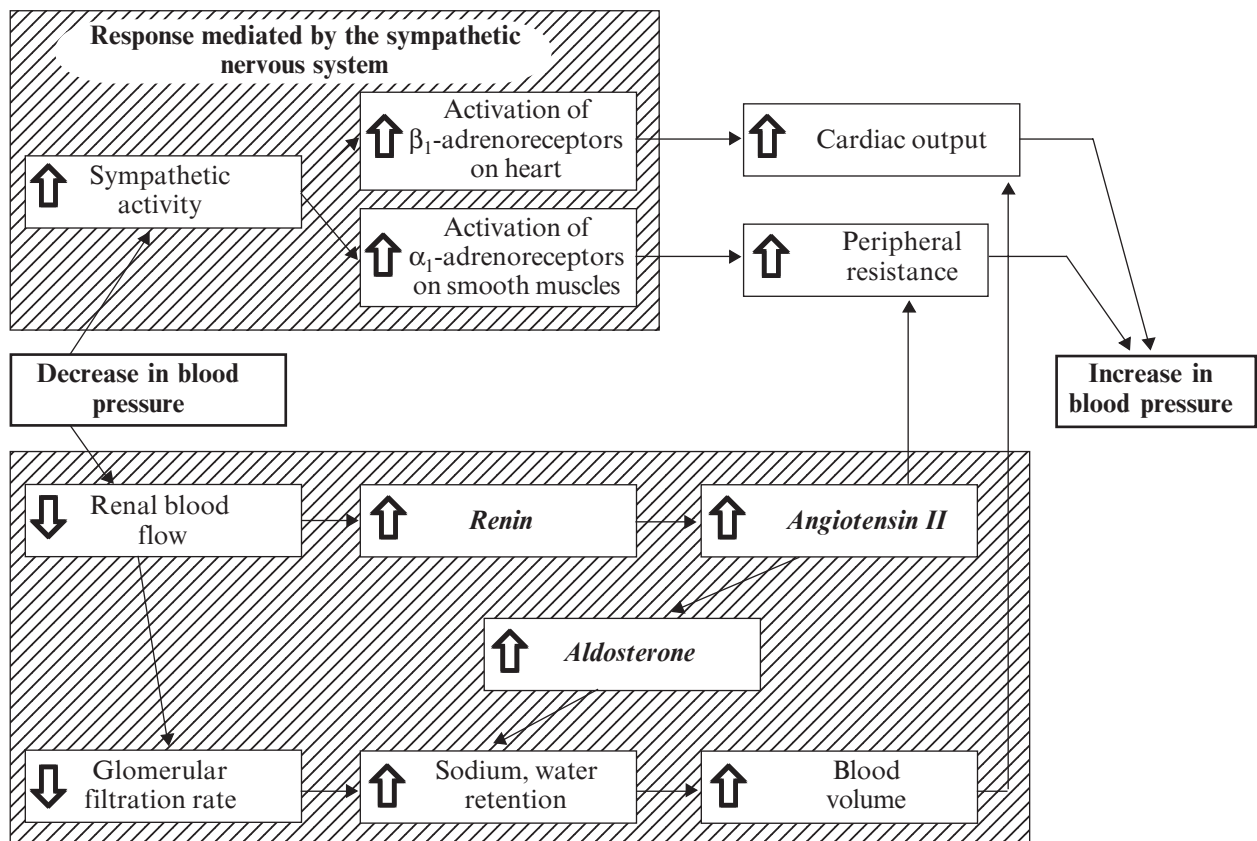 Response mediated by the sympathetic
nervous system
Activation of
β₁-adrenoreceptors
on heart
Cardiac output
Sympathetic
activity
Activation of
α₁-adrenoreceptors
on smooth muscles
Peripheral
resistance
Decrease in blood
pressure
Increase in
blood pressure
Renal blood
flow
Renin
Angiotensin II
Aldosterone
Glomerular
filtration rate
Sodium, water
retention
Blood
volume